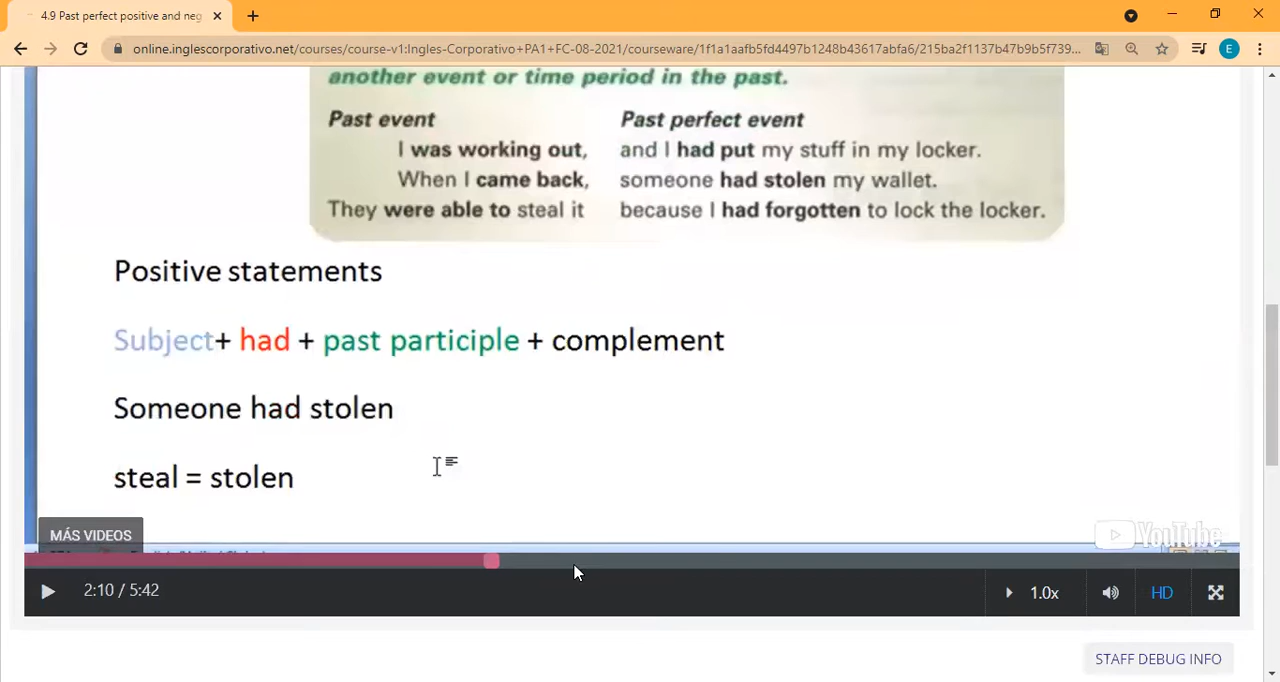 4.9 Past perfect positive and neg
online.inglescorporativo.net/courses/course-v1:Ingles-Corporativo+PA1+FC-08-2021/courseware/1f1a1aafb5fd4497b1248b43617abfa6/215ba2f1137b47b9b5f739...
E
another event or time period in the past.
Past event Past perfect event
I was working out, and I had put my stuff in my locker.
When I came back, someone had stolen my wallet.
They were able to steal it because I had forgotten to lock the locker.
Positive statements
Subject+ had + past participle + complement
Someone had stolen
steal = stolen
MÁS VIDEOS
YouTube
2:10 / 5:42 1.0x HD
STAFF DEBUG INFO